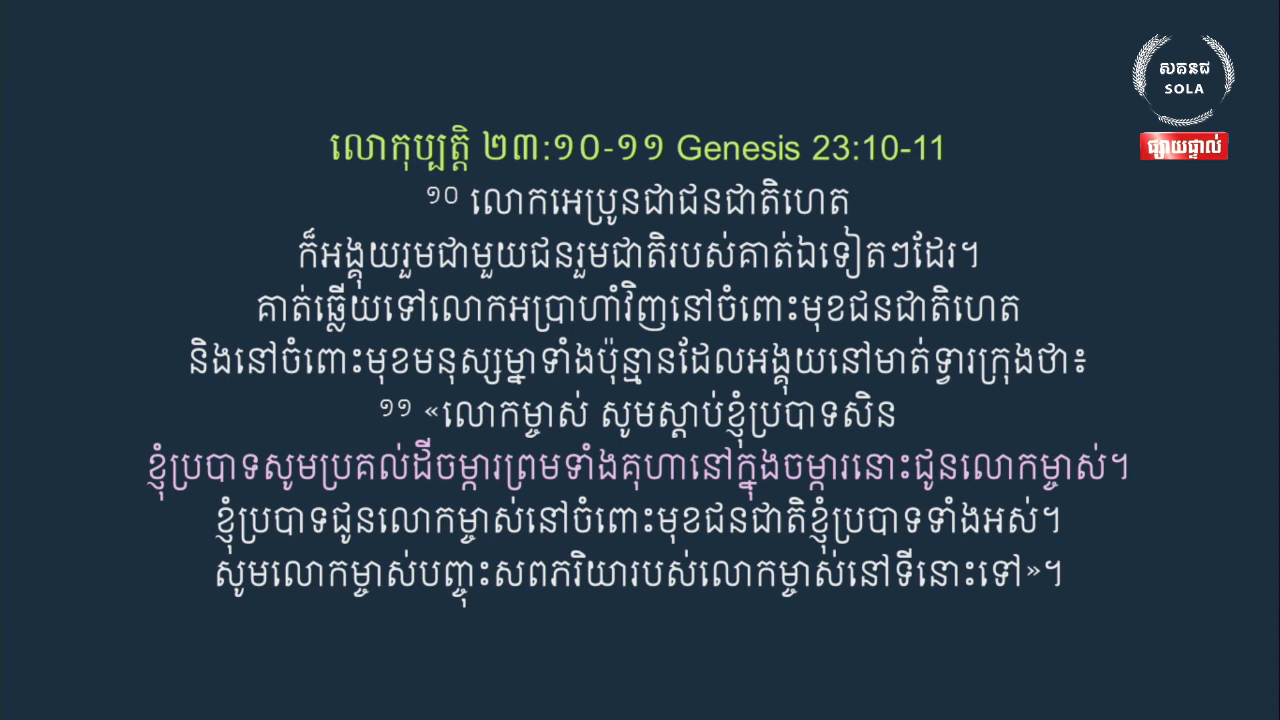 សគនជ
SOLA
ផ្សាយផ្ទាល់
លោកុប្បត្តិ ២៣:១០-១១ Genesis 23:10-11
១០ លោកអេប្រូនជាជនជាតិហេត
ក៏អង្គុយរួមជាមួយជនរួមជាតិរបស់គាត់ឯទៀតៗដែរ។
គាត់ឆ្លើយទៅលោកអប្រាហាំវិញនៅចំពោះមុខជនជាតិហេត
និងនៅចំពោះមុខមនុស្សម្នាទាំងប៉ុន្មានដែលអង្គុយនៅមាត់ទ្វារក្រុងថា៖
១១ «លោកម្ចាស់ សូមស្ដាប់ខ្ញុំប្របាទសិន
ខ្ញុំប្របាទសូមប្រគល់ដីចម្ការព្រមទាំងគុហានៅក្នុងចម្ការនោះជូនលោកម្ចាស់។
ខ្ញុំប្របាទជូនលោកម្ចាស់នៅចំពោះមុខជនជាតិខ្ញុំប្របាទទាំងអស់។
សូមលោកម្ចាស់បញ្ចុះសពភរិយារបស់លោកម្ចាស់នៅទីនោះទៅ»។